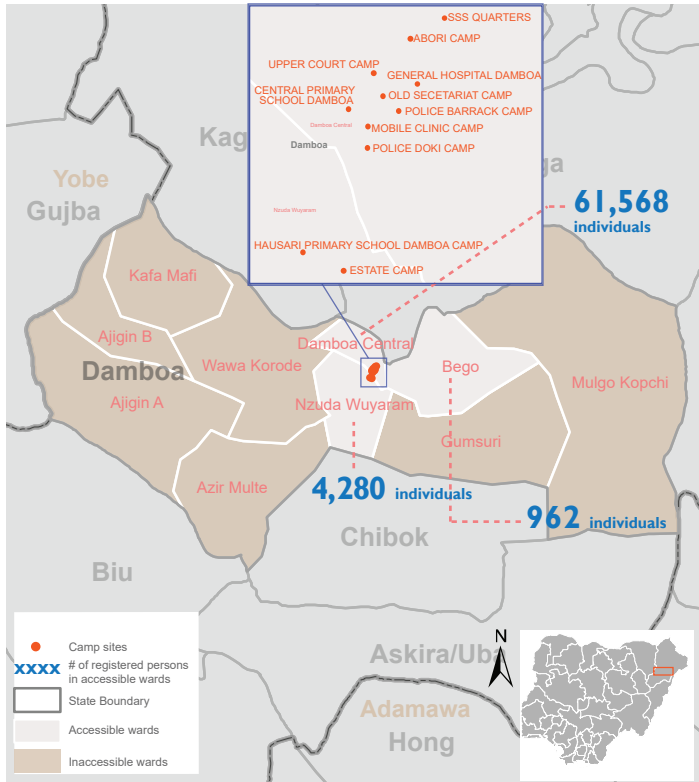 SSS QUARTERS
ABORI CAMP
UPPER COURT CAMP
GENERAL HOSPITAL DAMBOA
CENTRAL PRIMARY
SCHOOL DAMBOA
OLD SECETARIAT CAMP
POLICE BARRACK CAMP
Damboa Central
MOBILE CLINIC CAMP
Damboa
POLICE DOKI CAMP
Nzuda Wuyaram
HAUSARI PRIMARY SCHOOL DAMBOA CAMP
ESTATE CAMP
Kag
ga
Yobe
Gujba
61,568
individuals
Kafa Mafi
Ajigin B
Wawa Korode
Damboa Central
Bego
Damboa
Mulgo Kopchi
Ajigin A
Nzuda Wuyaram
Gumsuri
Azir Multe
4,280 individuals
962 individuals
Chibok
Biu
Askira/Uba
Adamawa
Hong
N
Camp sites
xxxx # of registered persons
in accessible wards
State Boundary
Accessible wards
Inaccessible wards